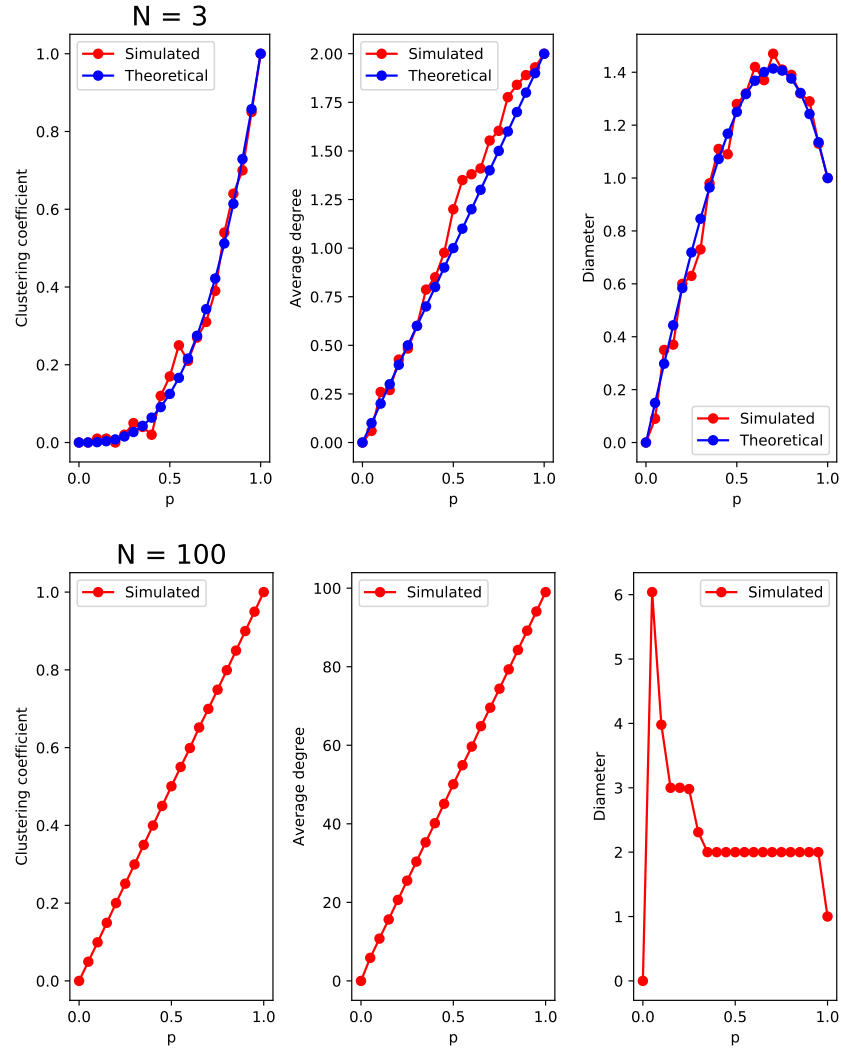 N = 3
Clustering coefficient
1.0
0.8
0.6
0.4
0.2
0.0
Simulated
Theoretical
0.0 0.5 1.0
p
Average degree
2.00
1.75
1.50
1.25
1.00
0.75
0.50
0.25
0.00
Simulated
Theoretical
0.0 0.5 1.0
p
Diameter
1.4
1.2
1.0
0.8
0.6
0.4
0.2
0.0
Simulated
Theoretical
0.0 0.5 1.0
p
N = 100
Clustering coefficient
1.0
0.8
0.6
0.4
0.2
0.0
Simulated
0.0 0.5 1.0
p
Average degree
100
80
60
40
20
0
Simulated
0.0 0.5 1.0
p
Diameter
6
5
4
3
2
1
0
Simulated
0.0 0.5 1.0
p